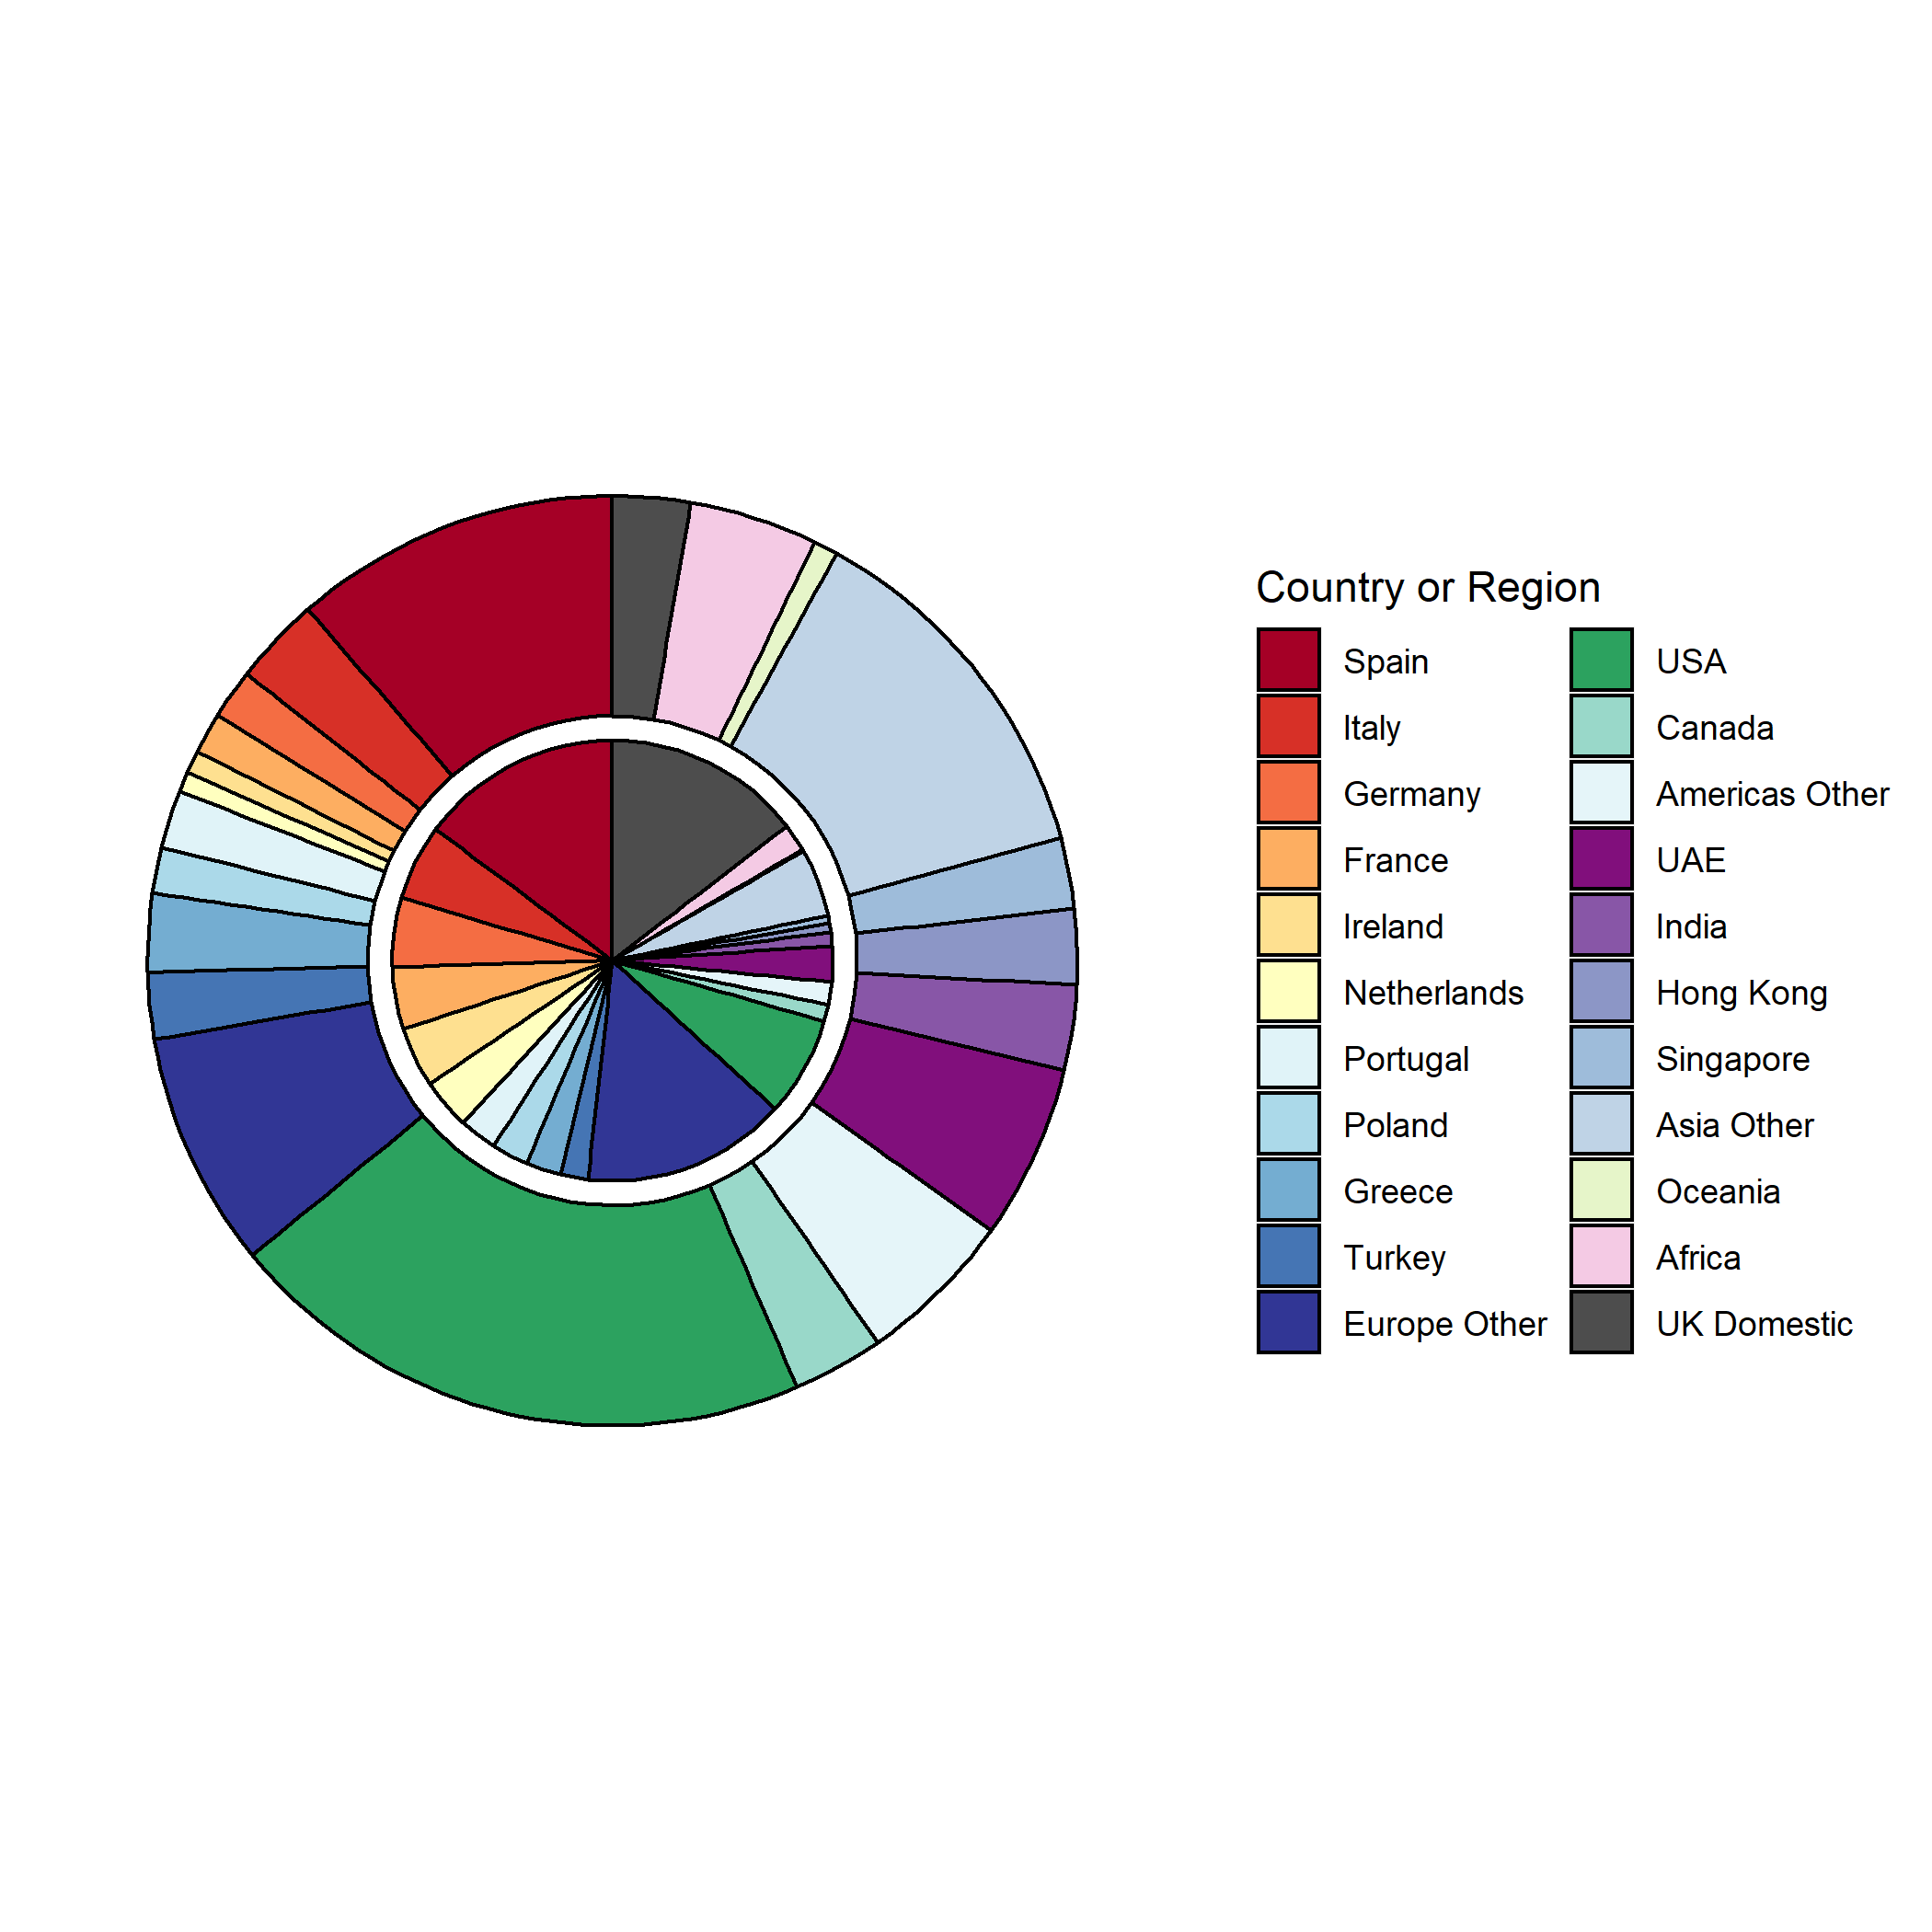 Country or Region
Spain
Italy
Germany
France
Ireland
Netherlands
Portugal
Poland
Greece
Turkey
Europe Other
USA
Canada
Americas Other
UAE
India
Hong Kong
Singapore
Asia Other
Oceania
Africa
UK Domestic